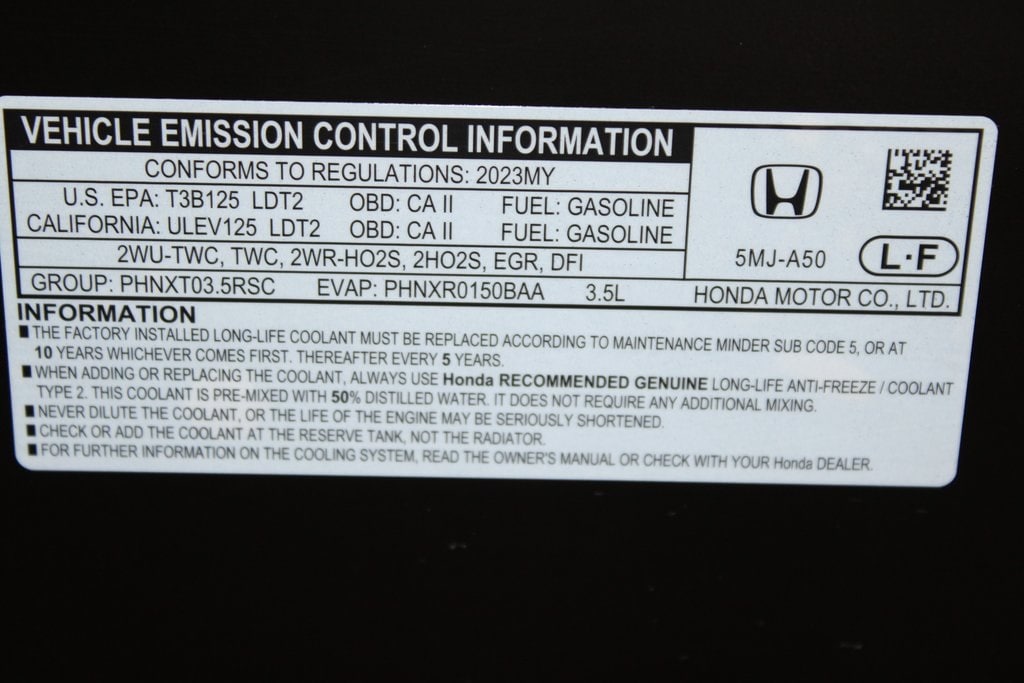 VEHICLE EMISSION CONTROL INFORMATION
CONFORMS TO REGULATIONS: 2023MY
U.S. EPA: T3B125 LDT2 OBD: CA II FUEL: GASOLINE
CALIFORNIA: ULEV125 LDT2 OBD: CA II FUEL: GASOLINE
2WU-TWC, TWC, 2WR-HO2S, 2HO2S, EGR, DFI
5MJ-A50 L·F
GROUP: PHNXT03.5RSC EVAP: PHNXR0150BAA 3.5L HONDA MOTOR CO., LTD.
INFORMATION
■ THE FACTORY INSTALLED LONG-LIFE COOLANT MUST BE REPLACED ACCORDING TO MAINTENANCE MINDER SUB CODE 5, OR AT
10 YEARS WHICHEVER COMES FIRST. THEREAFTER EVERY 5 YEARS.
■ WHEN ADDING OR REPLACING THE COOLANT, ALWAYS USE Honda RECOMMENDED GENUINE LONG-LIFE ANTI-FREEZE / COOLANT
TYPE 2. THIS COOLANT IS PRE-MIXED WITH 50% DISTILLED WATER. IT DOES NOT REQUIRE ANY ADDITIONAL MIXING.
■ NEVER DILUTE THE COOLANT, OR THE LIFE OF THE ENGINE MAY BE SERIOUSLY SHORTENED.
■ CHECK OR ADD THE COOLANT AT THE RESERVE TANK, NOT THE RADIATOR.
■ FOR FURTHER INFORMATION ON THE COOLING SYSTEM, READ THE OWNER'S MANUAL OR CHECK WITH YOUR Honda DEALER.